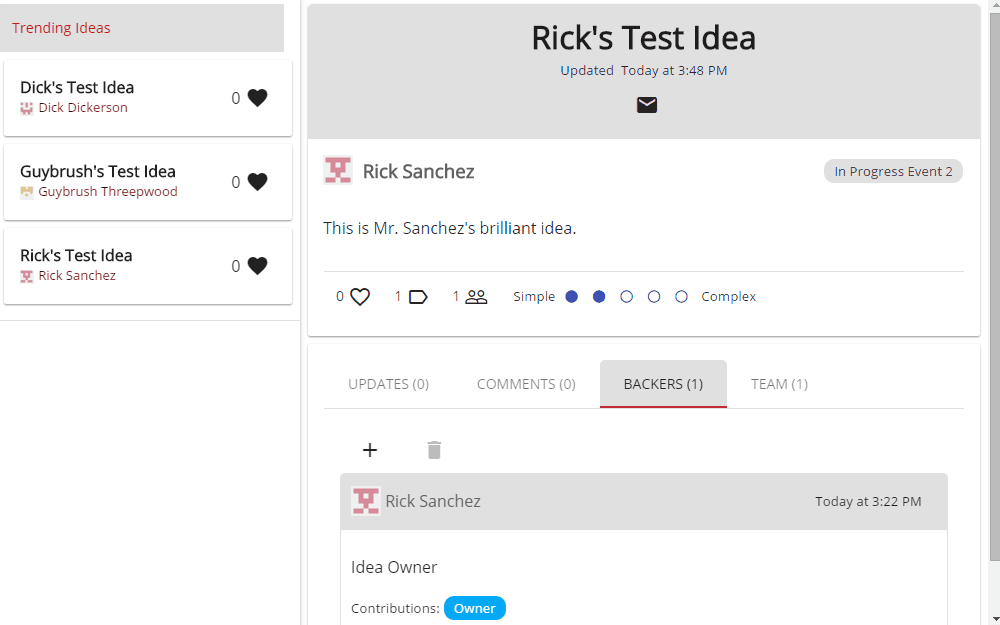 Trending Ideas
Dick's Test Idea
Dick Dickerson
0
Guybrush's Test Idea
Guybrush Threepwood
0
Rick's Test Idea
Rick Sanchez
0
Rick's Test Idea
Updated Today at 3:48 PM
Rick Sanchez
In Progress Event 2
This is Mr. Sanchez's brilliant idea.
0 1 1 Simple Complex
UPDATES (0) COMMENTS (0) BACKERS (1) TEAM (1)
Rick Sanchez Today at 3:22 PM
Idea Owner
Contributions: Owner